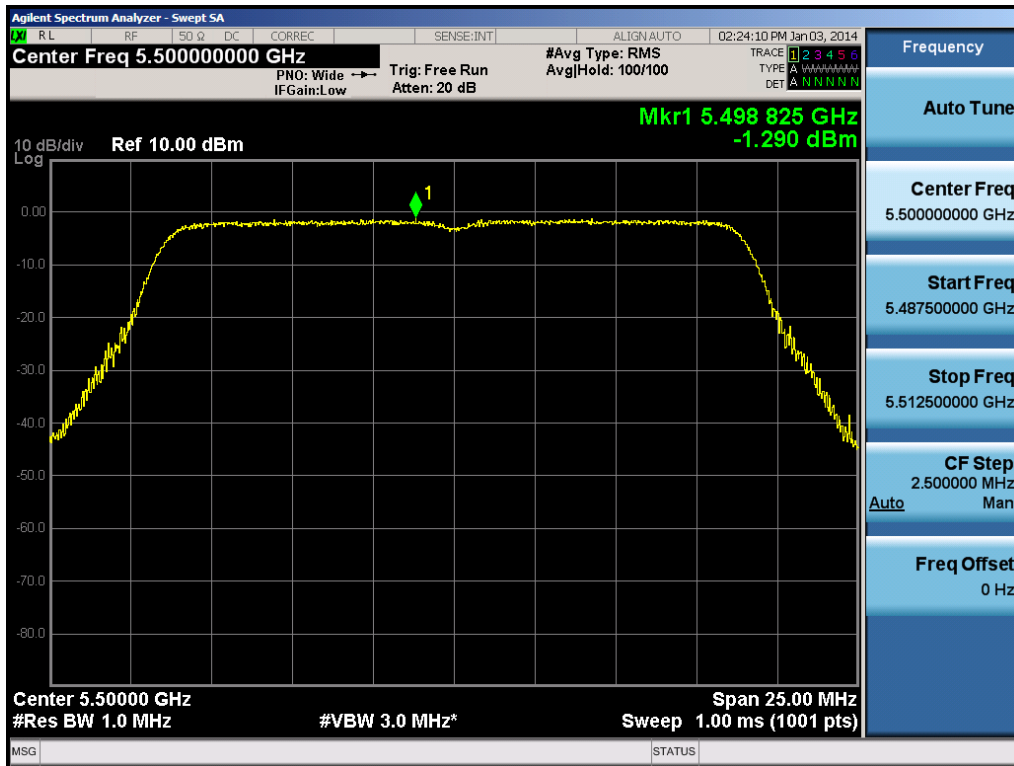 Agilent Spectrum Analyzer - Swept SA
LXI RL RF 50 Ω DC CORREC SENSE:INT ALIGN AUTO 02:24:10 PM Jan 03, 2014
Center Freq 5.500000000 GHz
PNO: Wide
IFGain:Low
Trig: Free Run
Atten: 20 dB
#Avg Type: RMS
Avg|Hold: 100/100
TRACE 1 2 3 4 5 6
TYPE A WWWWW
DET A N N N N N
Mkr1 5.498 825 GHz
-1.290 dBm
10 dB/div Ref 10.00 dBm
Log
1
0.00
-10.0
-20.0
-30.0
-40.0
-50.0
-60.0
-70.0
-80.0
Center 5.50000 GHz Span 25.00 MHz
#Res BW 1.0 MHz #VBW 3.0 MHz* Sweep 1.00 ms (1001 pts)
MSG STATUS
Frequency
Auto Tune
Center Freq
5.500000000 GHz
Start Freq
5.487500000 GHz
Stop Freq
5.512500000 GHz
CF Step
2.500000 MHz
Auto Man
Freq Offset
0 Hz